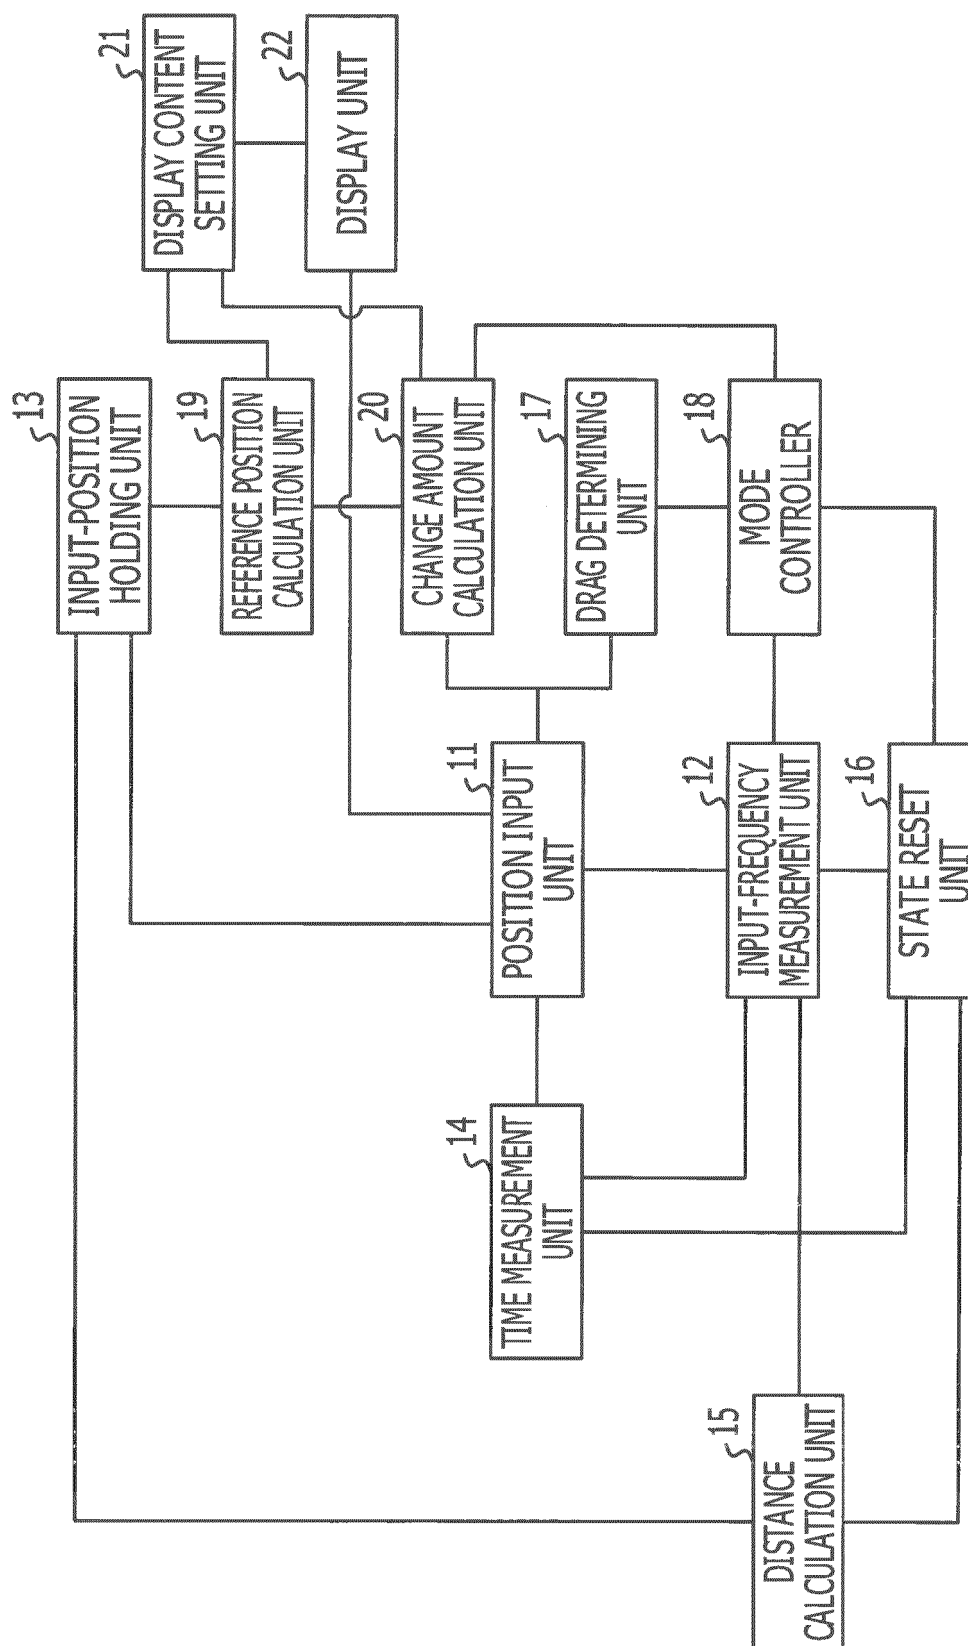 21
DISPLAY CONTENT
SETTING UNIT
22
DISPLAY UNIT
13
INPUT-POSITION
HOLDING UNIT
19
REFERENCE POSITION
CALCULATION UNIT
20
CHANGE AMOUNT
CALCULATION UNIT
17
DRAG DETERMINING
UNIT
18
MODE
CONTROLLER
11
POSITION INPUT
UNIT
12
INPUT-FREQUENCY
MEASUREMENT UNIT
16
STATE RESET
UNIT
14
TIME MEASUREMENT
UNIT
15
DISTANCE
CALCULATION UNIT